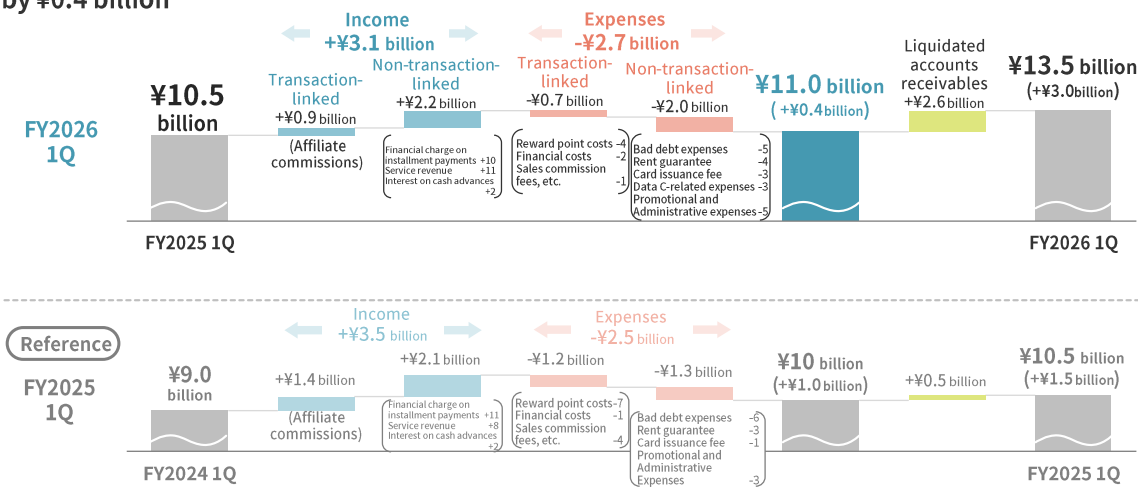 by ¥0.4 billion
Income
+¥3.1 billion
Expenses
-¥2.7 billion
FY2026
1Q
¥10.5
billion
Transaction-
linked
+¥0.9 billion
(Affiliate
commissions)
Non-transaction-
linked
+¥2.2 billion
Financial charge on
installment payments +10
Service revenue +11
Interest on cash advances
+2
Transaction-
linked
-¥0.7 billion
Reward point costs -4
Financial costs -2
Sales commission
fees, etc. -1
Non-transaction-
linked
-¥2.0 billion
Bad debt expenses -5
Rent guarantee -4
Card issuance fee -3
Data C-related expenses -3
Promotional and
Administrative expenses -5
¥11.0 billion
( +¥0.4billion)
Liquidated
accounts
receivables
+¥2.6 billion
¥13.5 billion
(+¥3.0billion)
FY2025 1Q
FY2026 1Q
Reference
FY2025
1Q
Income
+¥3.5 billion
Expenses
-¥2.5 billion
¥9.0
billion
+¥1.4 billion
(Affiliate
commissions)
+¥2.1 billion
Financial charge on
installment payments +11
Service revenue +8
Interest on cash advances
+2
-¥1.2 billion
Reward point costs-7
Financial costs -1
Sales commission
fees, etc. -4
-¥1.3 billion
Bad debt expenses -6
Rent guarantee -3
Card issuance fee -1
Promotional and
Administrative
Expenses -3
¥10 billion
(+¥1.0 billion)
+¥0.5 billion
¥10.5 billion
(+¥1.5 billion)
FY2024 1Q
FY2025 1Q